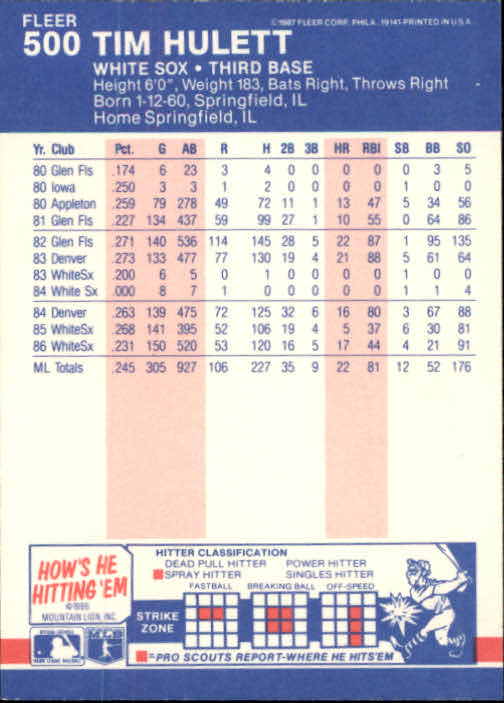 FLEER
500 TIM HULETT
©1987 FLEER CORP. PHILA. 19141-PRINTED IN U.S.A.
WHITE SOX • THIRD BASE
Height 6'0", Weight 183, Bats Right, Throws Right
Born 1-12-60, Springfield, IL
Home Springfield, IL
Yr. Club Pct. G AB R H 2B 3B HR RBI SB BB SO
80 Glen Fls .174 6 23 3 4 0 0 0 0 0 3 5
80 Iowa .250 3 3 1 2 0 0 0 0 1 0 0
80 Appleton .259 79 278 49 72 11 1 13 47 5 34 56
81 Glen Fls .227 134 437 59 99 27 1 10 55 0 64 86
82 Glen Fls .271 140 536 114 145 28 5 22 87 1 95 135
83 Denver .273 133 477 77 130 19 4 21 88 5 61 64
83 WhiteSx .200 6 5 0 1 0 0 0 0 1 0 0
84 White Sx .000 8 7 1 0 0 0 0 0 1 1 4
84 Denver .263 139 475 72 125 32 6 16 80 3 67 88
85 WhiteSx .268 141 395 52 106 19 4 5 37 6 30 81
86 WhiteSx .231 150 520 53 120 16 5 17 44 4 21 91
ML Totals .245 305 927 106 227 35 9 22 81 12 52 176
HOW'S HE
HITTING 'EM
©1986
MOUNTAIN LION, INC.
HITTER CLASSIFICATION
DEAD PULL HITTER POWER HITTER
SPRAY HITTER SINGLES HITTER
FASTBALL BREAKING BALL OFF-SPEED
STRIKE
ZONE
=PRO SCOUTS REPORT-WHERE HE HITS'EM